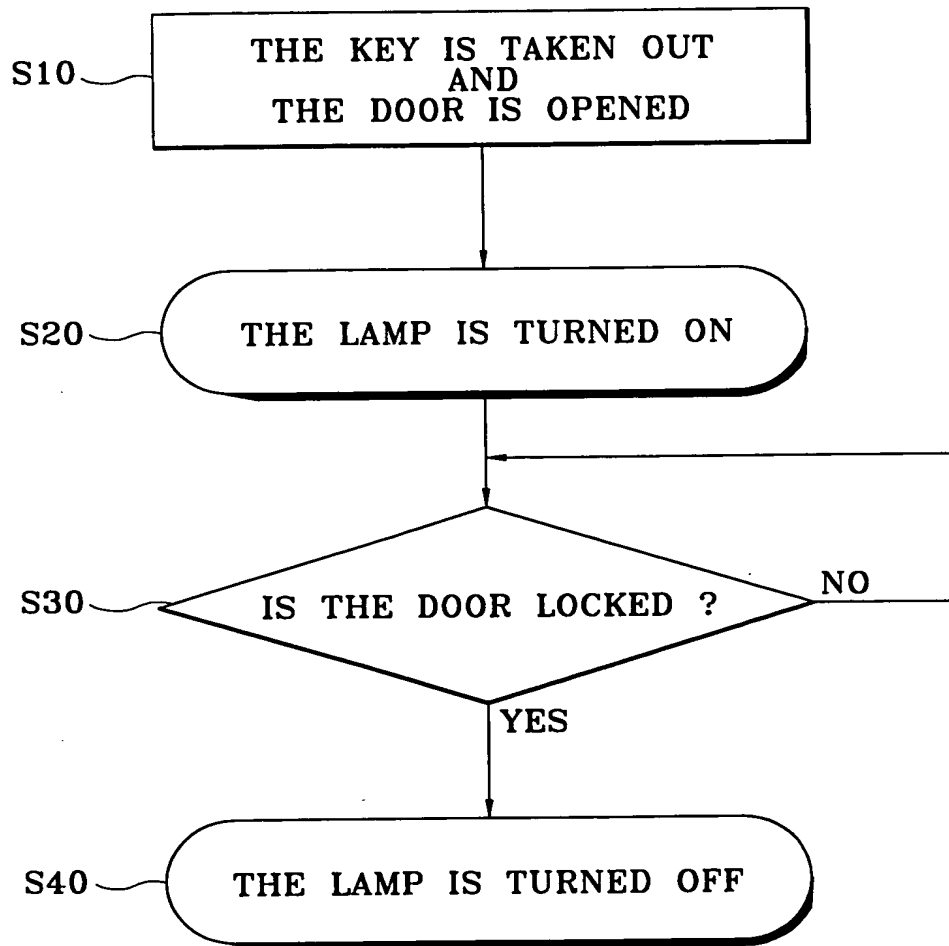 S10
THE KEY IS TAKEN OUT
AND
THE DOOR IS OPENED
S20
THE LAMP IS TURNED ON
S30
IS THE DOOR LOCKED ?
NO
YES
S40
THE LAMP IS TURNED OFF